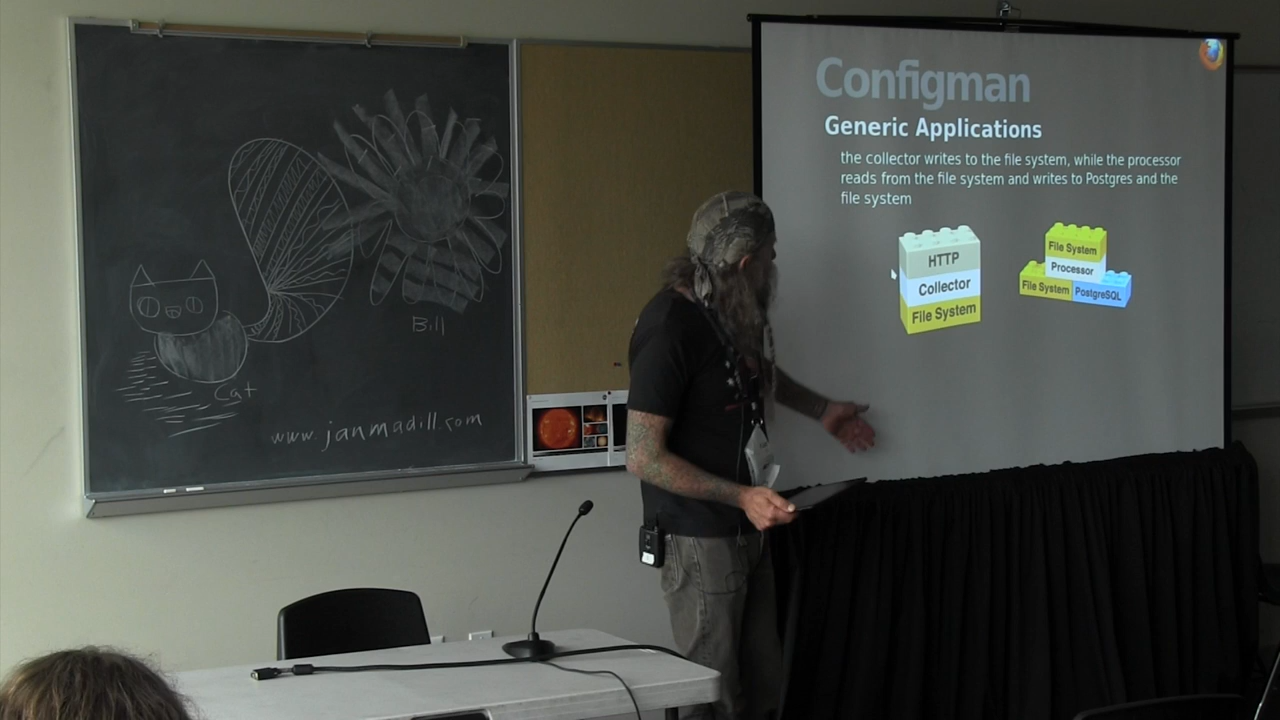 Bill
Cat
www.janmadill.com
Configman
Generic Applications
the collector writes to the file system, while the processor
reads from the file system and writes to Postgres and the
file system
HTTP
Collector
File System
File System
Processor
File System
PostgreSQL